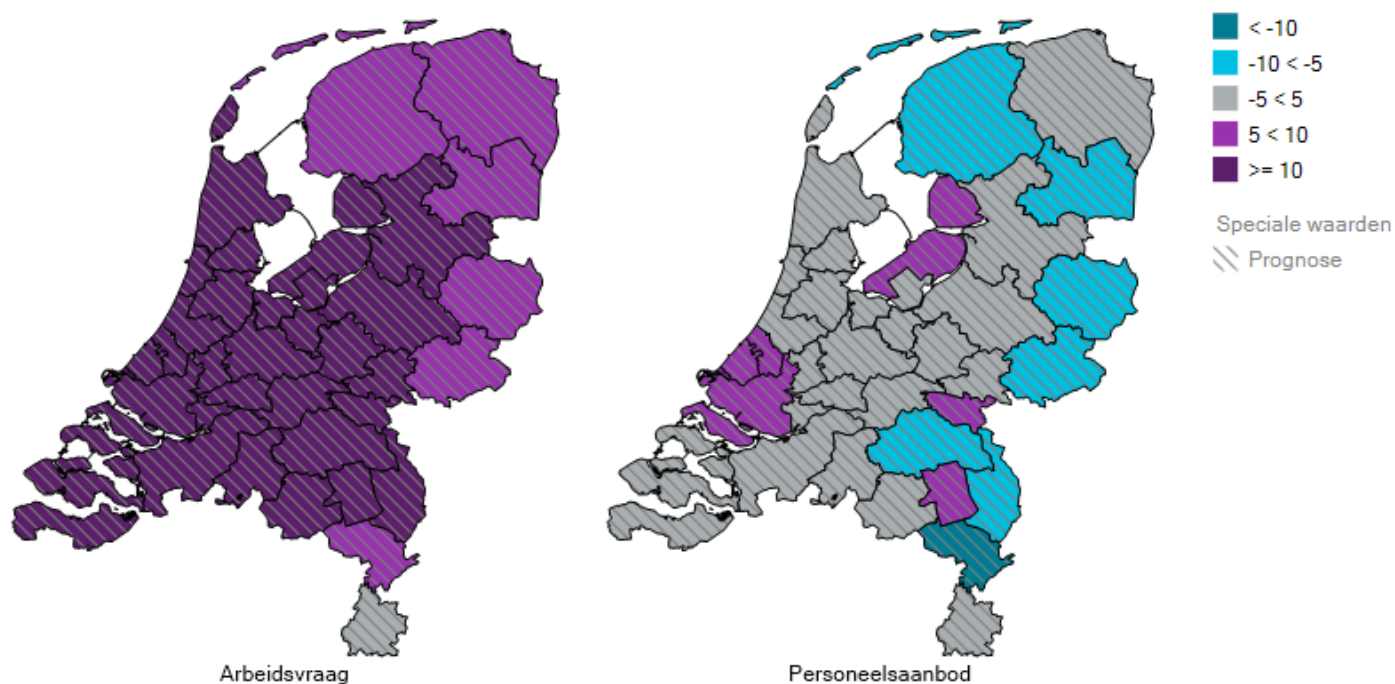 < -10
-10 < -5
-5 < 5
5 < 10
>= 10
Speciale waarden
Prognose
Arbeidsvraag
Personeelsaanbod